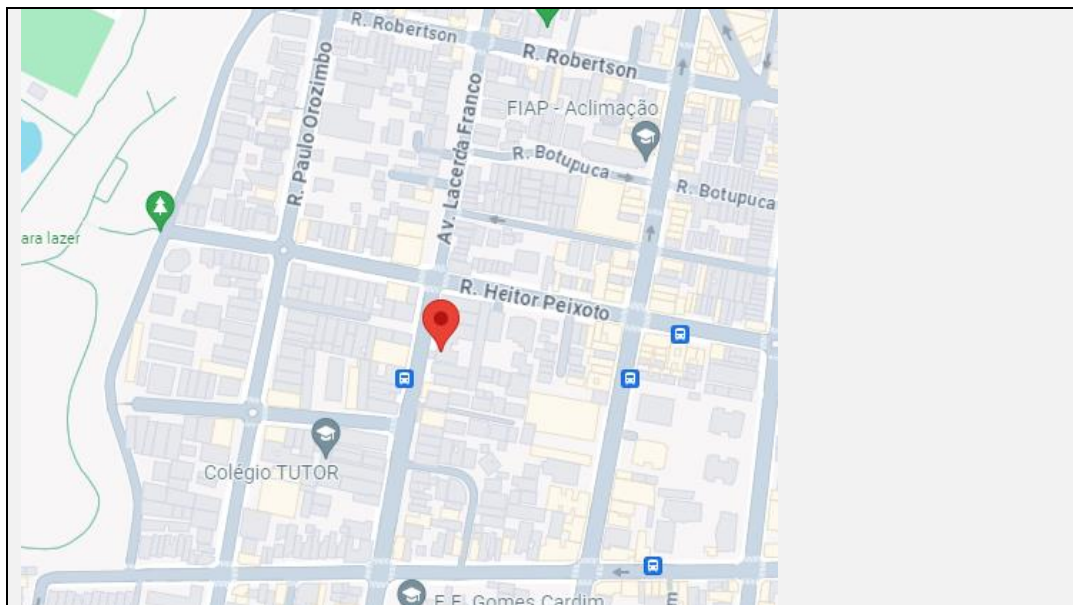 R. Robertson
R. Robertson
R. Paulo Orozimbo
Av. Lacerda Franco
FIAP - Aclimação
R. Botupuca
R. Botupuca
ara lazer
R. Heitor Peixoto
Colégio TUTOR
E.E. Gomes Cardim